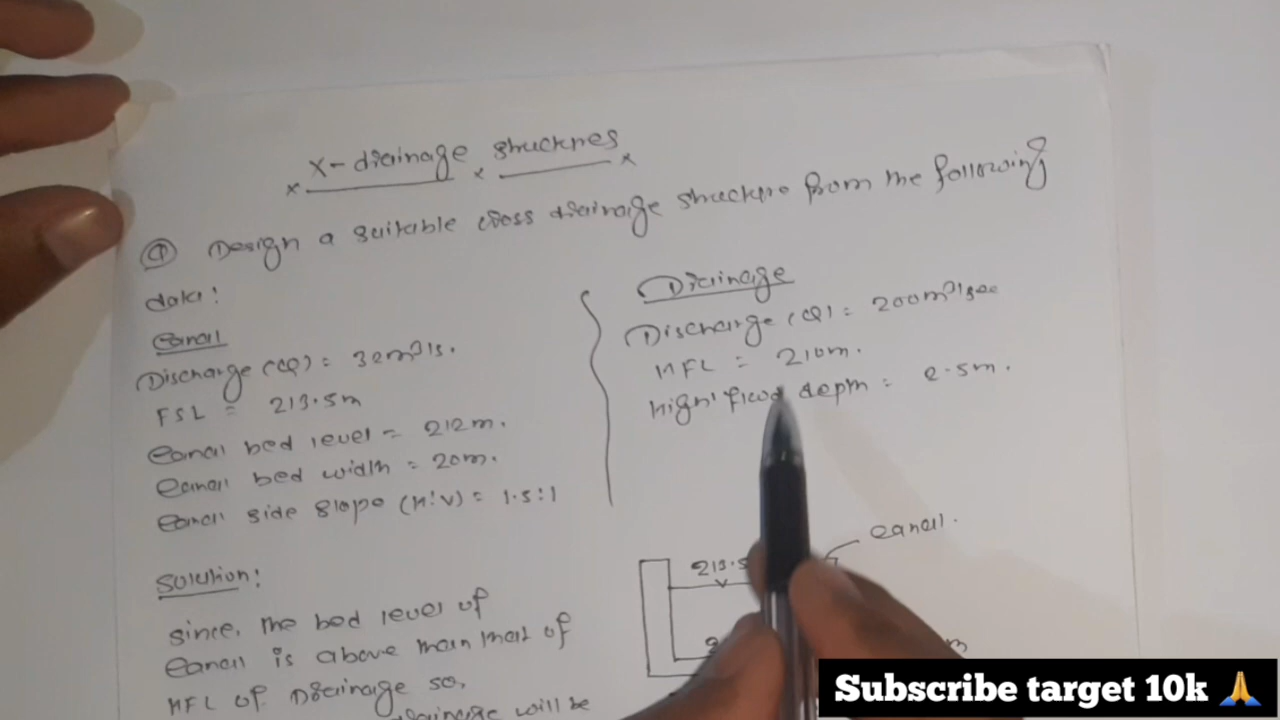 X-drainage structures
Q Design a suitable cross drainage structure from the following
data:
Canal
Discharge (Q) = 32m³/s.
FSL = 213.5m
Canal bed level = 212m.
Canal bed width = 20m.
Canal side slope (H:V) = 1.5:1
Drainage
Discharge (Q) = 200m³/sec
HFL = 210m.
High flood depth = 2.5m.
Solution:
since, the bed level of
canal is above than that of
HFL of Drainage so,
drainage will be
canal.
213.5
m
Subscribe target 10k 🙏